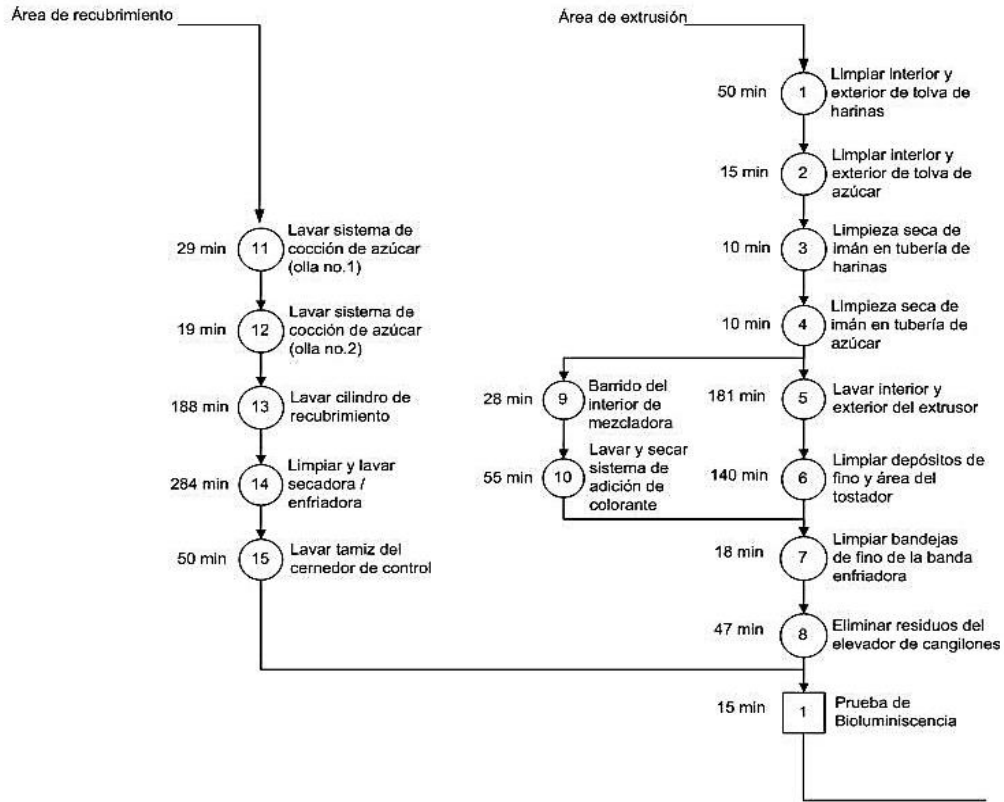 Área de recubrimiento
Área de extrusión
50 min
1
Limpiar interior y
exterior de tolva de
harinas
15 min
2
Limpiar interior y
exterior de tolva de
azúcar
29 min
11
Lavar sistema de
cocción de azúcar
(olla no.1)
10 min
3
Limpieza seca de
imán en tubería de
harinas
19 min
12
Lavar sistema de
cocción de azúcar
(olla no.2)
10 min
4
Limpieza seca de
imán en tubería de
azúcar
188 min
13
Lavar cilindro de
recubrimiento
28 min
9
Barrido del
interior de
mezcladora
181 min
5
Lavar interior y
exterior del extrusor
284 min
14
Limpiar y lavar
secadora /
enfriadora
55 min
10
Lavar y secar
sistema de
adición de
colorante
140 min
6
Limpiar depósitos de
fino y área del
tostador
50 min
15
Lavar tamiz del
cernedor de control
18 min
7
Limpiar bandejas
de fino de la banda
enfriadora
47 min
8
Eliminar residuos del
elevador de cangilones
15 min
1
Prueba de
Bioluminiscencia